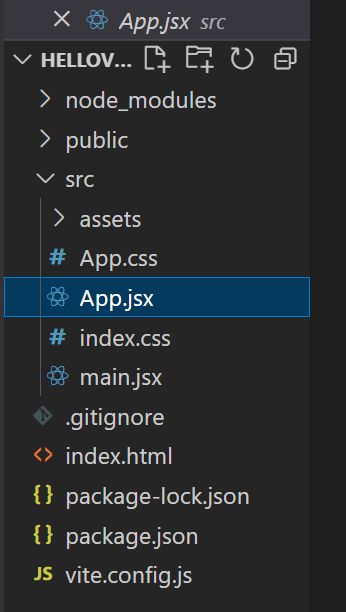 App.jsx src
HELLOV...
node_modules
public
src
assets
# App.css
App.jsx
# index.css
main.jsx
.gitignore
<> index.html
{} package-lock.json
{} package.json
JS vite.config.js